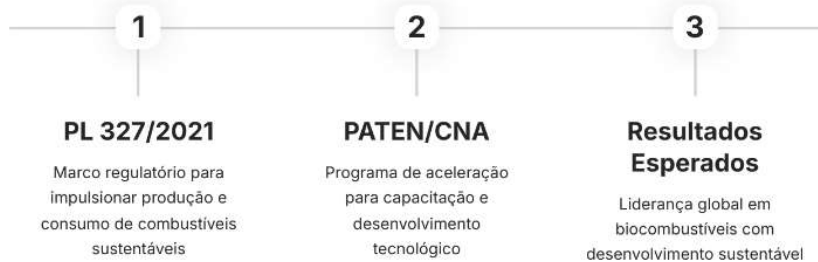 1
PL 327/2021
Marco regulatório para
impulsionar produção e
consumo de combustíveis
sustentáveis
2
PATEN/CNA
Programa de aceleração
para capacitação e
desenvolvimento
tecnológico
3
Resultados
Esperados
Liderança global em
biocombustíveis com
desenvolvimento sustentável